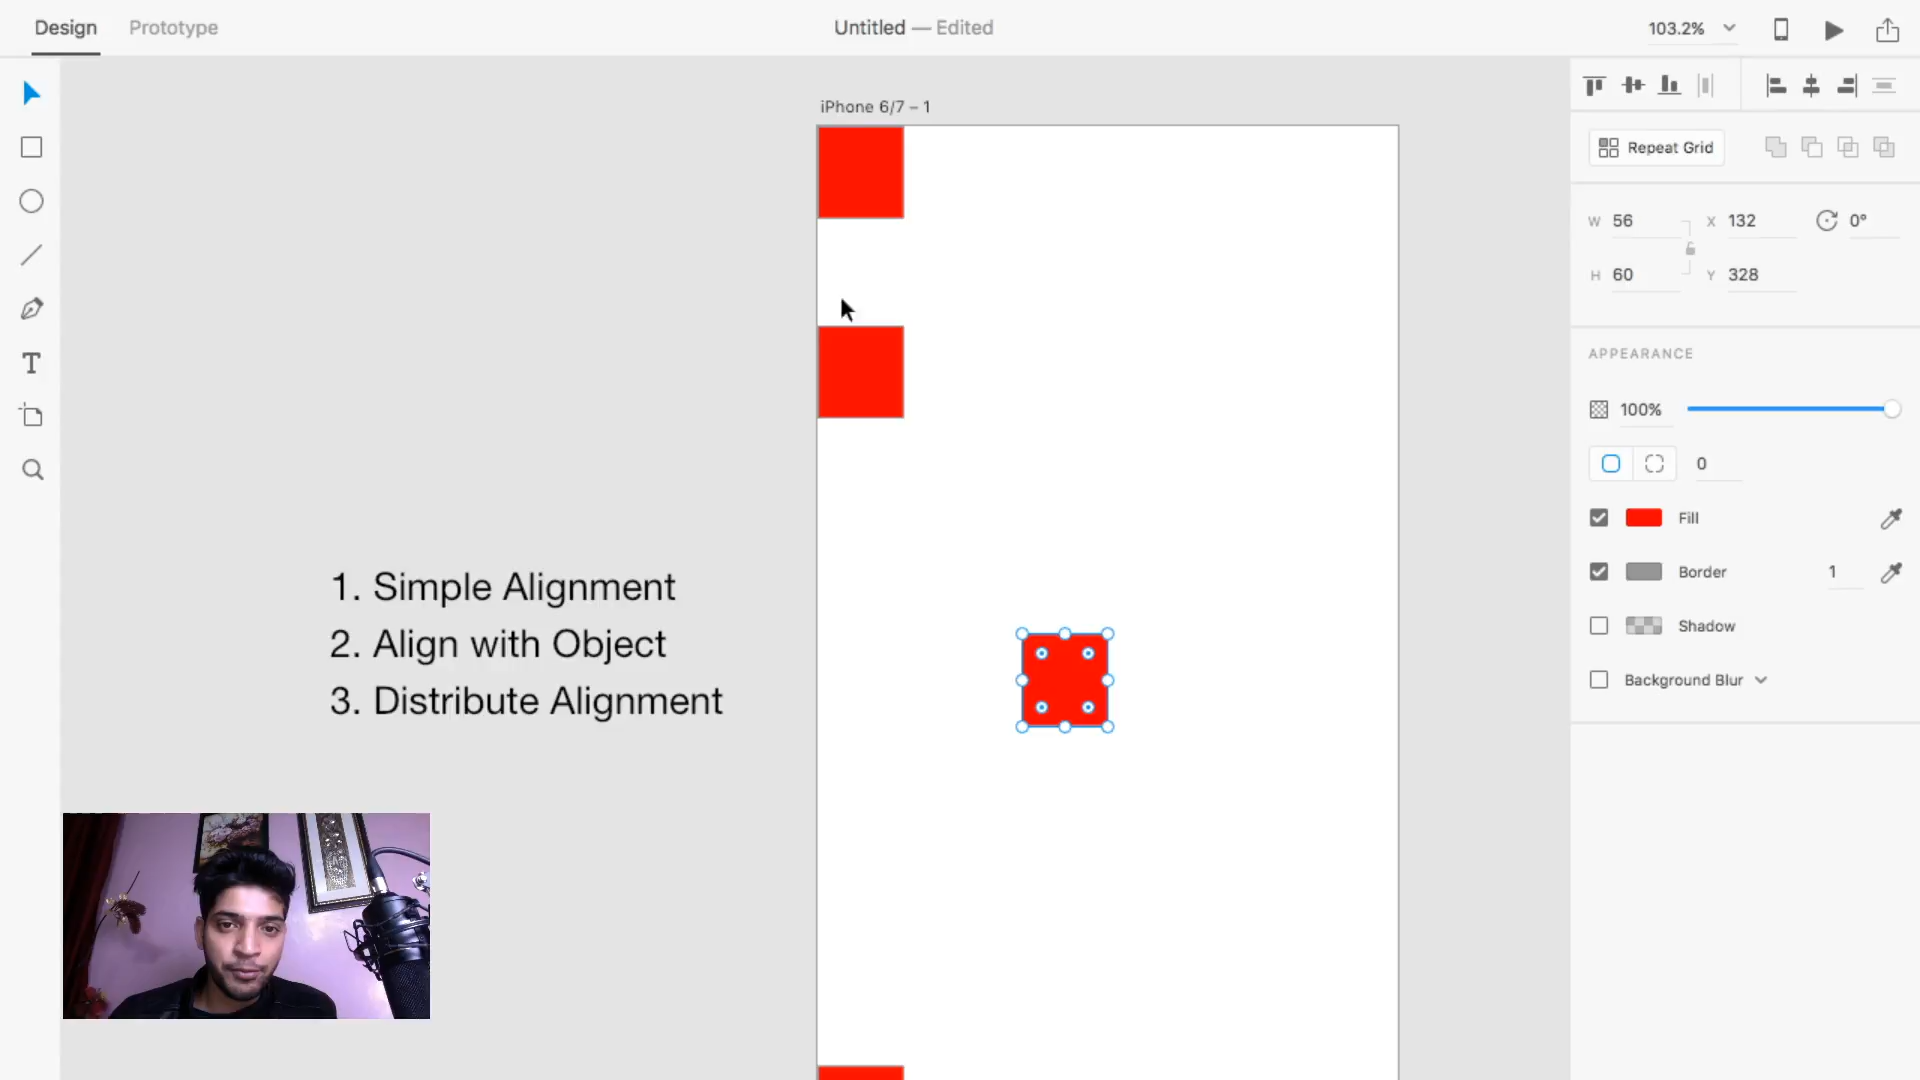 Design Prototype
Untitled — Edited
103.2%
iPhone 6/7 – 1
Repeat Grid
W 56 X 132 0°
H 60 Y 328
APPEARANCE
100%
0
Fill
Border 1
Shadow
Background Blur
T
1. Simple Alignment
2. Align with Object
3. Distribute Alignment